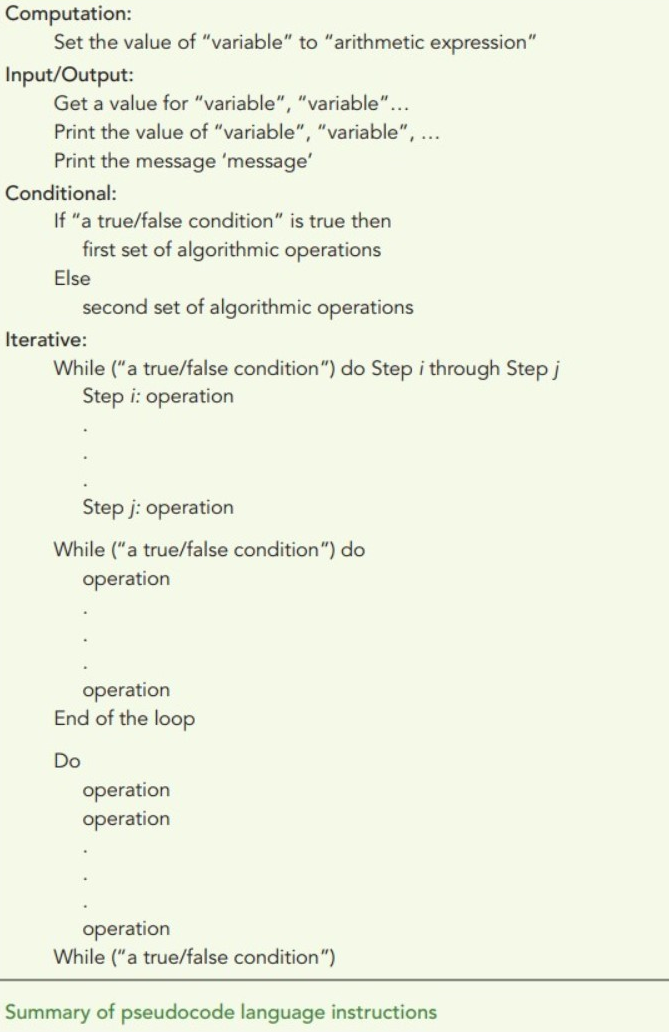 Computation:
Set the value of “variable” to “arithmetic expression”
Input/Output:
Get a value for “variable”, “variable”...
Print the value of “variable”, “variable”, ...
Print the message ‘message’
Conditional:
If “a true/false condition” is true then
first set of algorithmic operations
Else
second set of algorithmic operations
Iterative:
While (“a true/false condition”) do Step i through Step j
Step i: operation
.
.
.
Step j: operation
While (“a true/false condition”) do
operation
.
.
.
operation
End of the loop
Do
operation
operation
.
.
.
operation
While (“a true/false condition”)
Summary of pseudocode language instructions